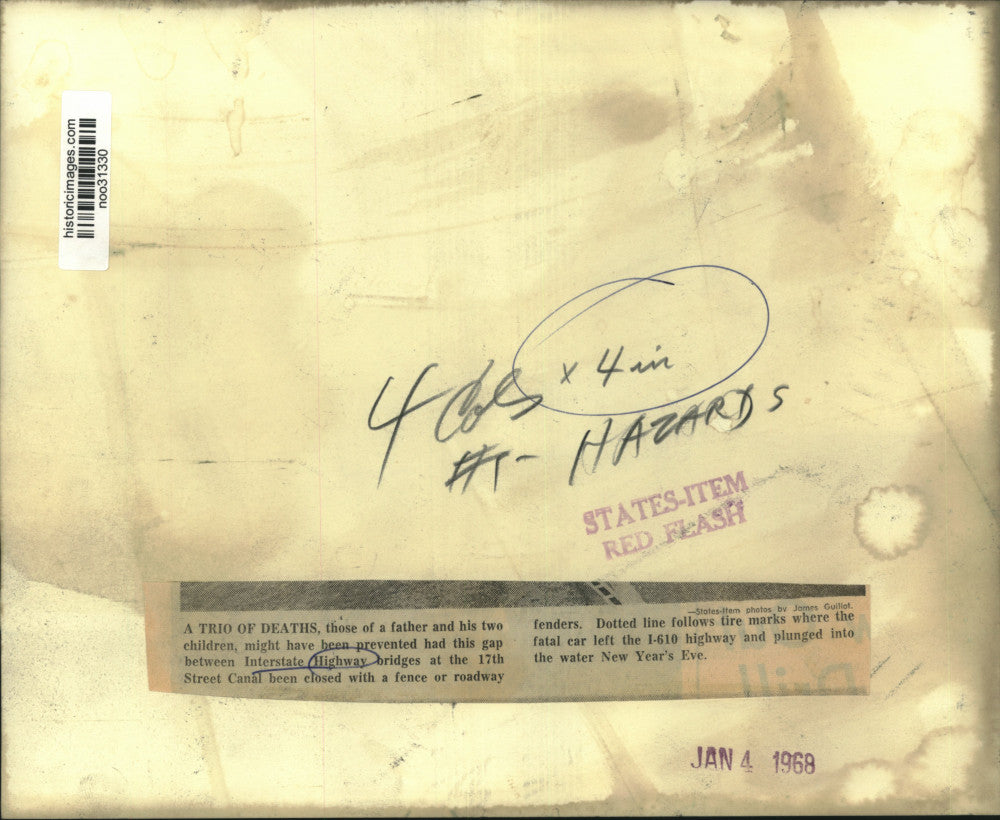 historicimages.com
noo31330
4 Cols x 4 in
#1- HAZARDS
STATES-ITEM
RED FLASH
—States-Item photos by James Guillot.
A TRIO OF DEATHS, those of a father and his two
children, might have been prevented had this gap
between Interstate Highway bridges at the 17th
Street Canal been closed with a fence or roadway
fenders. Dotted line follows tire marks where the
fatal car left the I-610 highway and plunged into
the water New Year's Eve.
JAN 4 1968